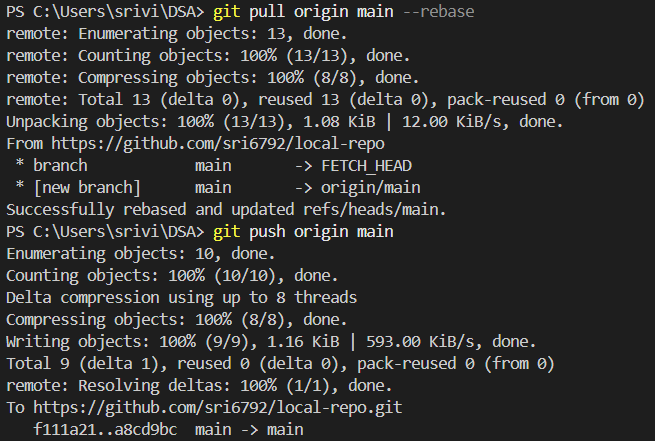 PS C:\Users\srivi\DSA> git pull origin main --rebase
remote: Enumerating objects: 13, done.
remote: Counting objects: 100% (13/13), done.
remote: Compressing objects: 100% (8/8), done.
remote: Total 13 (delta 0), reused 13 (delta 0), pack-reused 0 (from 0)
Unpacking objects: 100% (13/13), 1.08 KiB | 12.00 KiB/s, done.
From https://github.com/sri6792/local-repo
 * branch            main       -> FETCH_HEAD
 * [new branch]      main       -> origin/main
Successfully rebased and updated refs/heads/main.
PS C:\Users\srivi\DSA> git push origin main
Enumerating objects: 10, done.
Counting objects: 100% (10/10), done.
Delta compression using up to 8 threads
Compressing objects: 100% (8/8), done.
Writing objects: 100% (9/9), 1.16 KiB | 593.00 KiB/s, done.
Total 9 (delta 1), reused 0 (delta 0), pack-reused 0 (from 0)
remote: Resolving deltas: 100% (1/1), done.
To https://github.com/sri6792/local-repo.git
   f111a21..a8cd9bc  main -> main